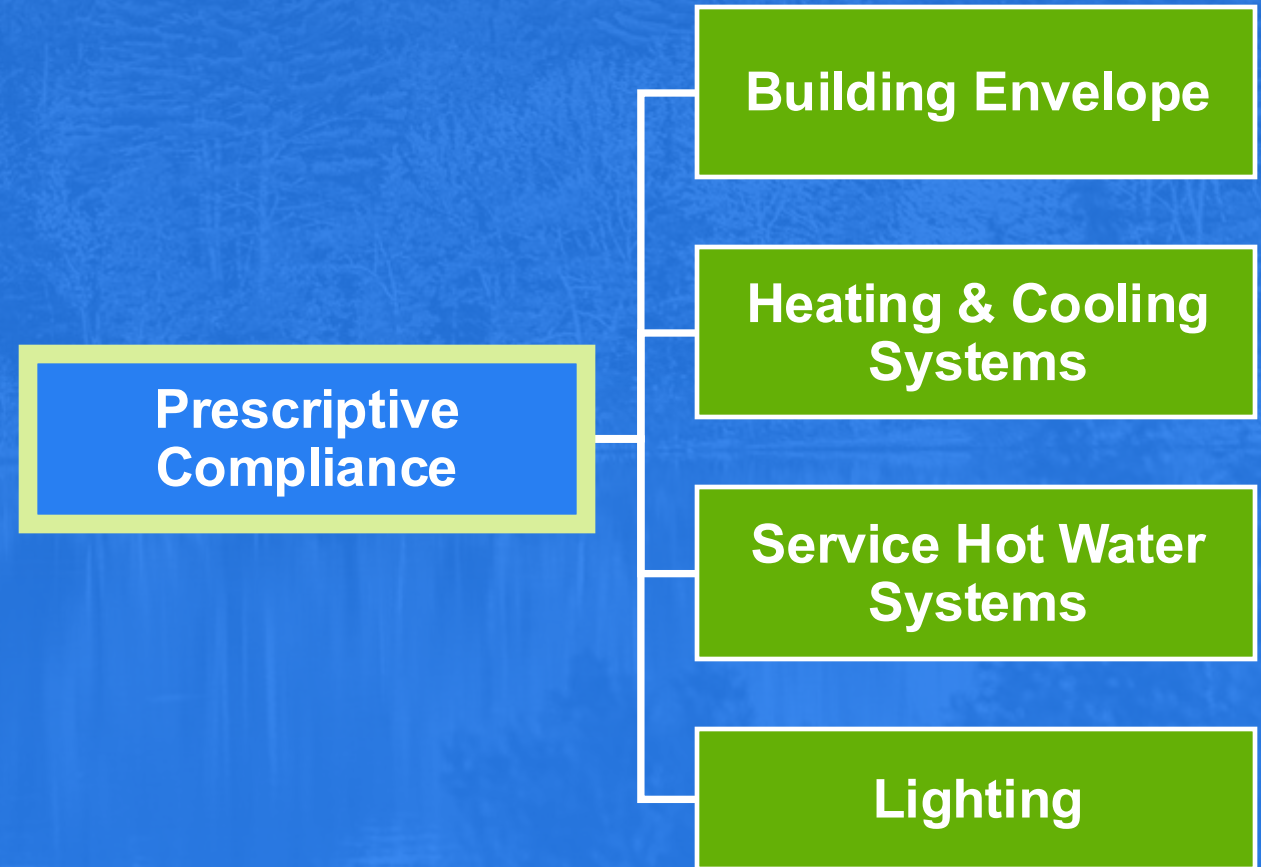 Building Envelope
Heating & Cooling
Systems
Prescriptive
Compliance
Service Hot Water
Systems
Lighting